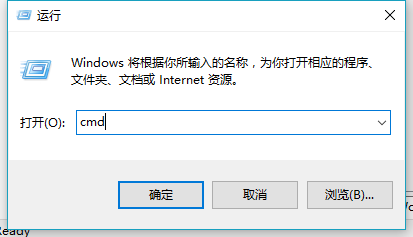 运行
Windows 将根据你所输入的名称，为你打开相应的程序、
文件夹、文档或 Internet 资源。
打开(O): cmd
确定 取消 浏览(B)...